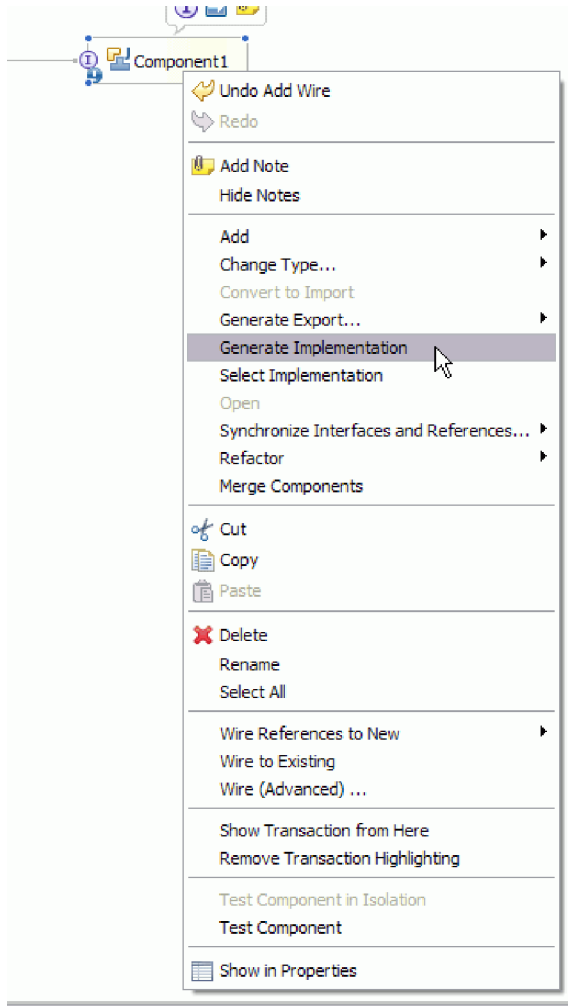 Component1
Undo Add Wire
Redo
Add Note
Hide Notes
Add
Change Type...
Convert to Import
Generate Export...
Generate Implementation
Select Implementation
Open
Synchronize Interfaces and References...
Refactor
Merge Components
Cut
Copy
Paste
Delete
Rename
Select All
Wire References to New
Wire to Existing
Wire (Advanced) ...
Show Transaction from Here
Remove Transaction Highlighting
Test Component in Isolation
Test Component
Show in Properties